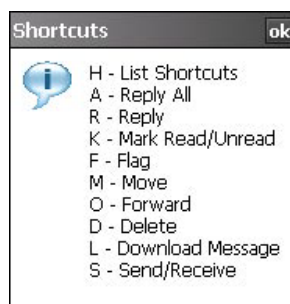 Shortcuts
ok
H - List Shortcuts
A - Reply All
R - Reply
K - Mark Read/Unread
F - Flag
M - Move
O - Forward
D - Delete
L - Download Message
S - Send/Receive